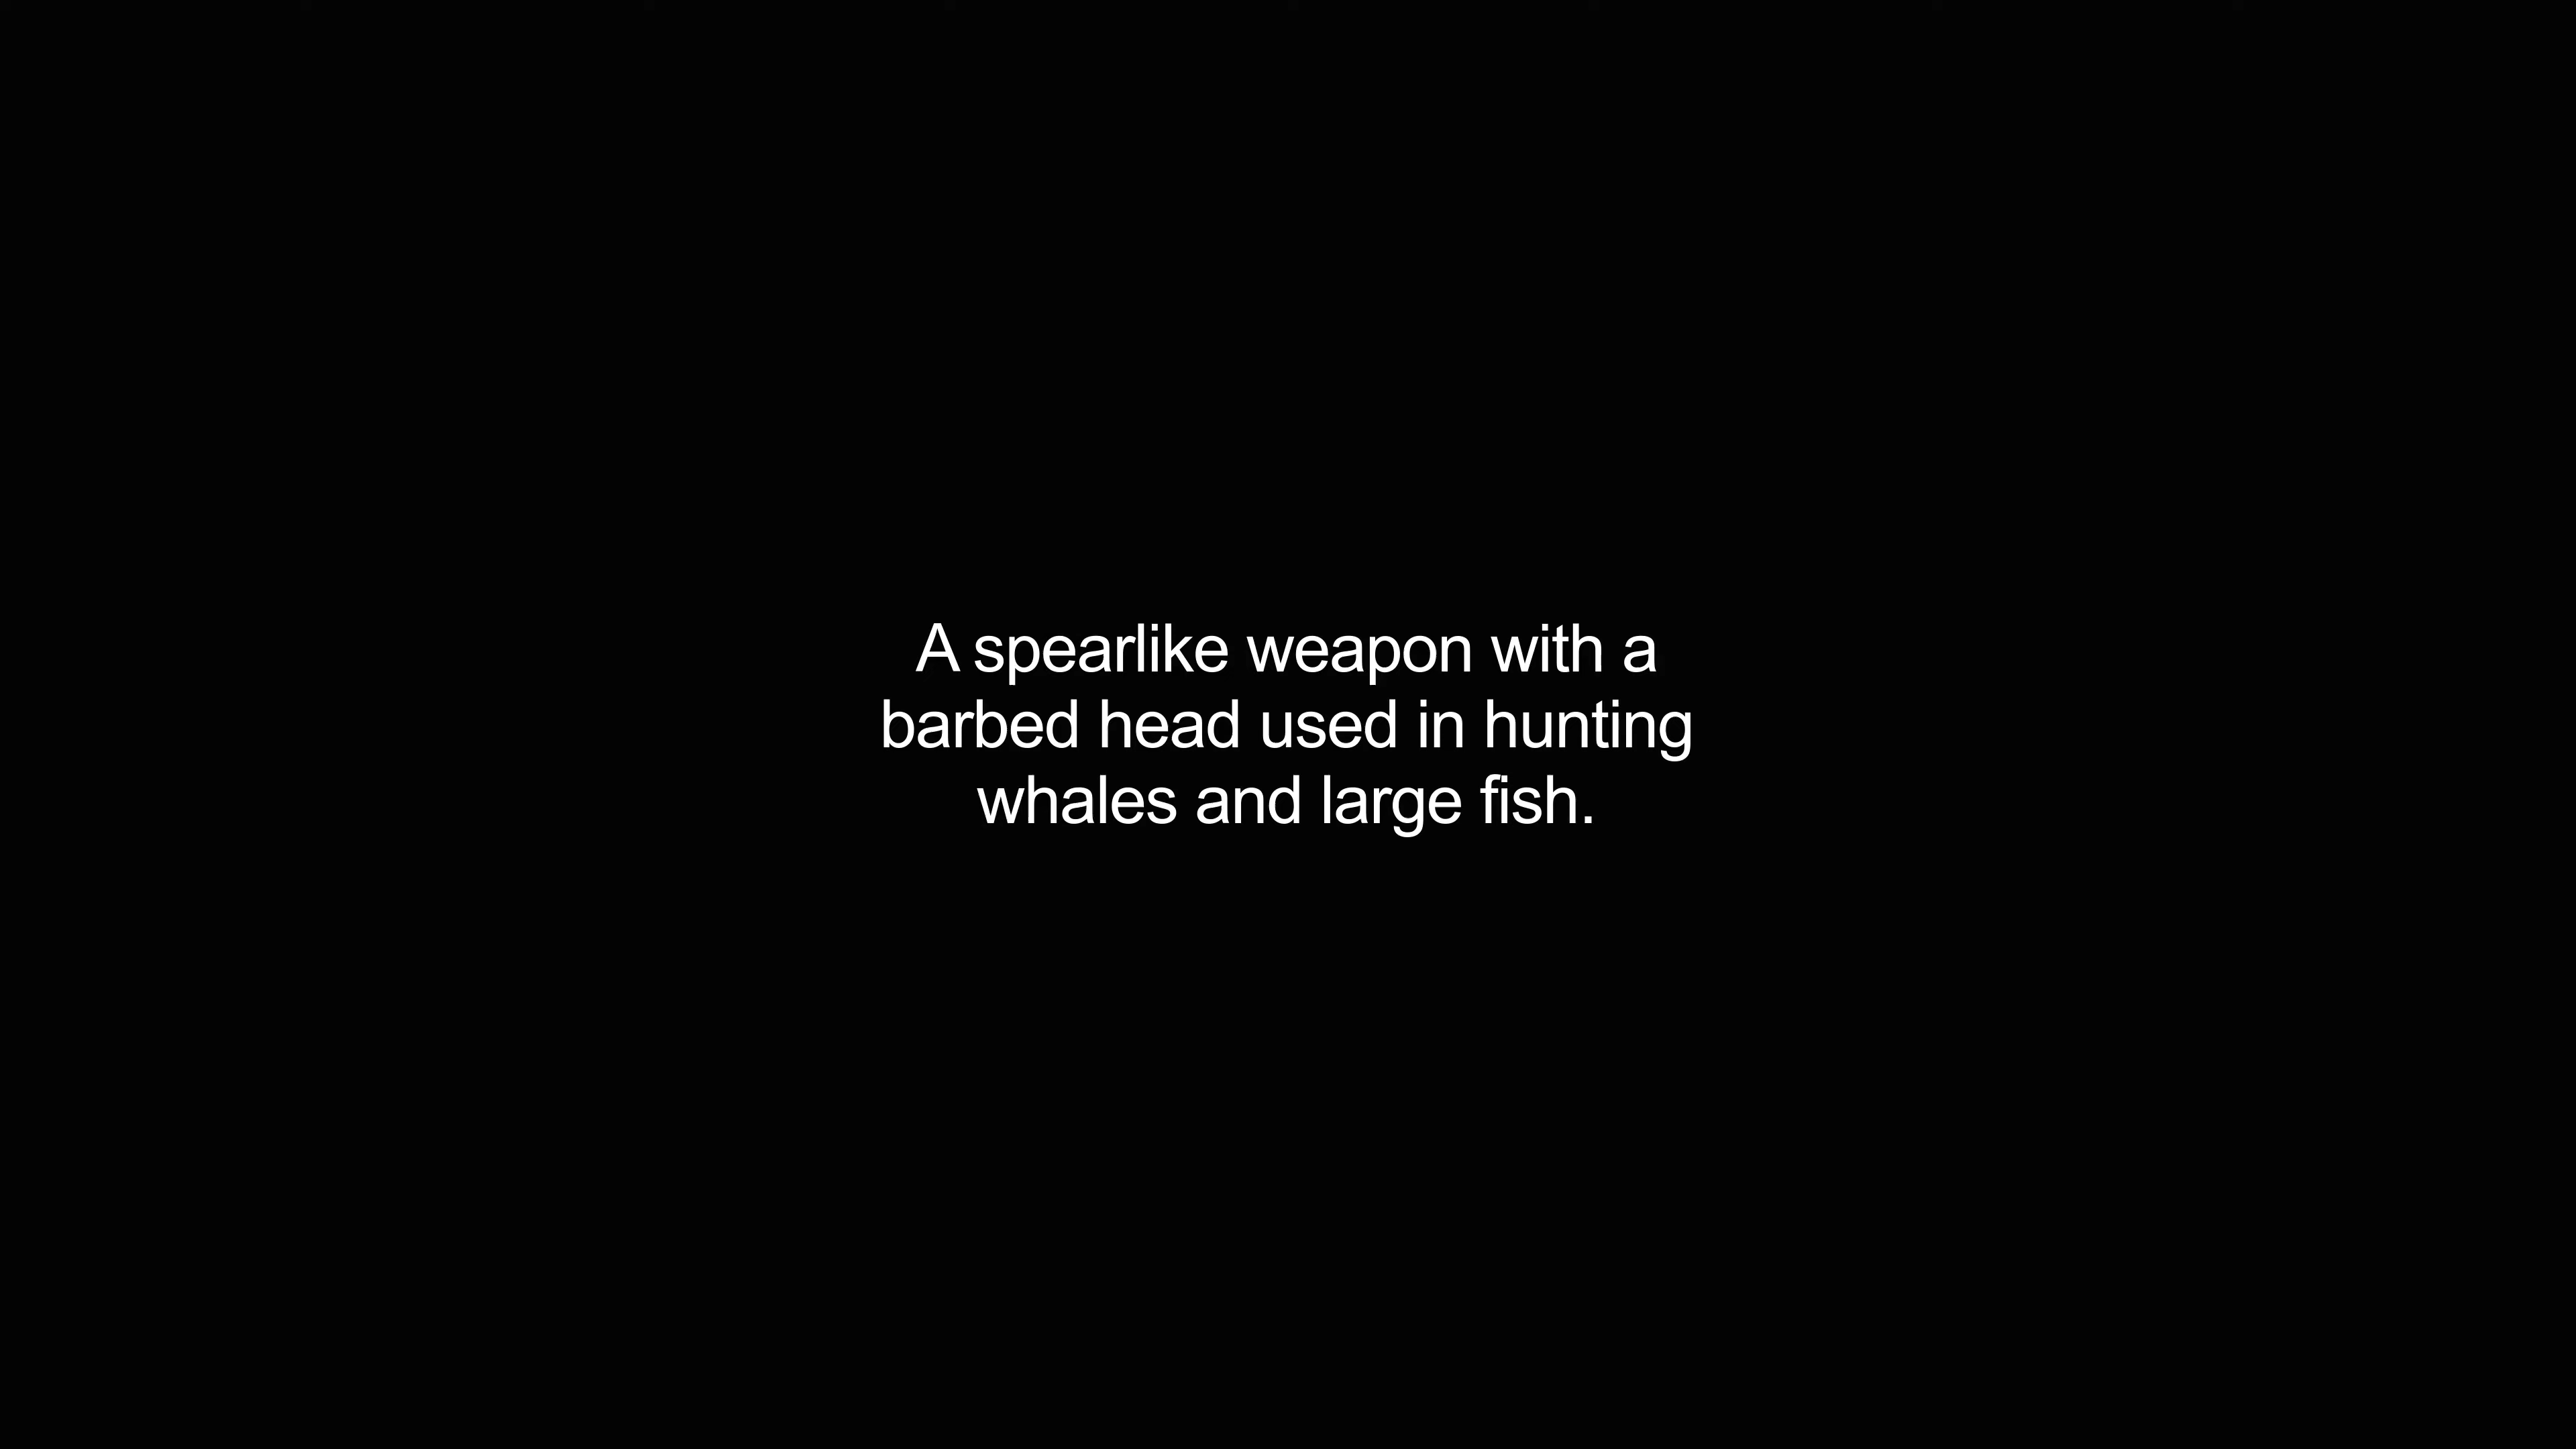 A spearlike weapon with a
barbed head used in hunting
whales and large fish.